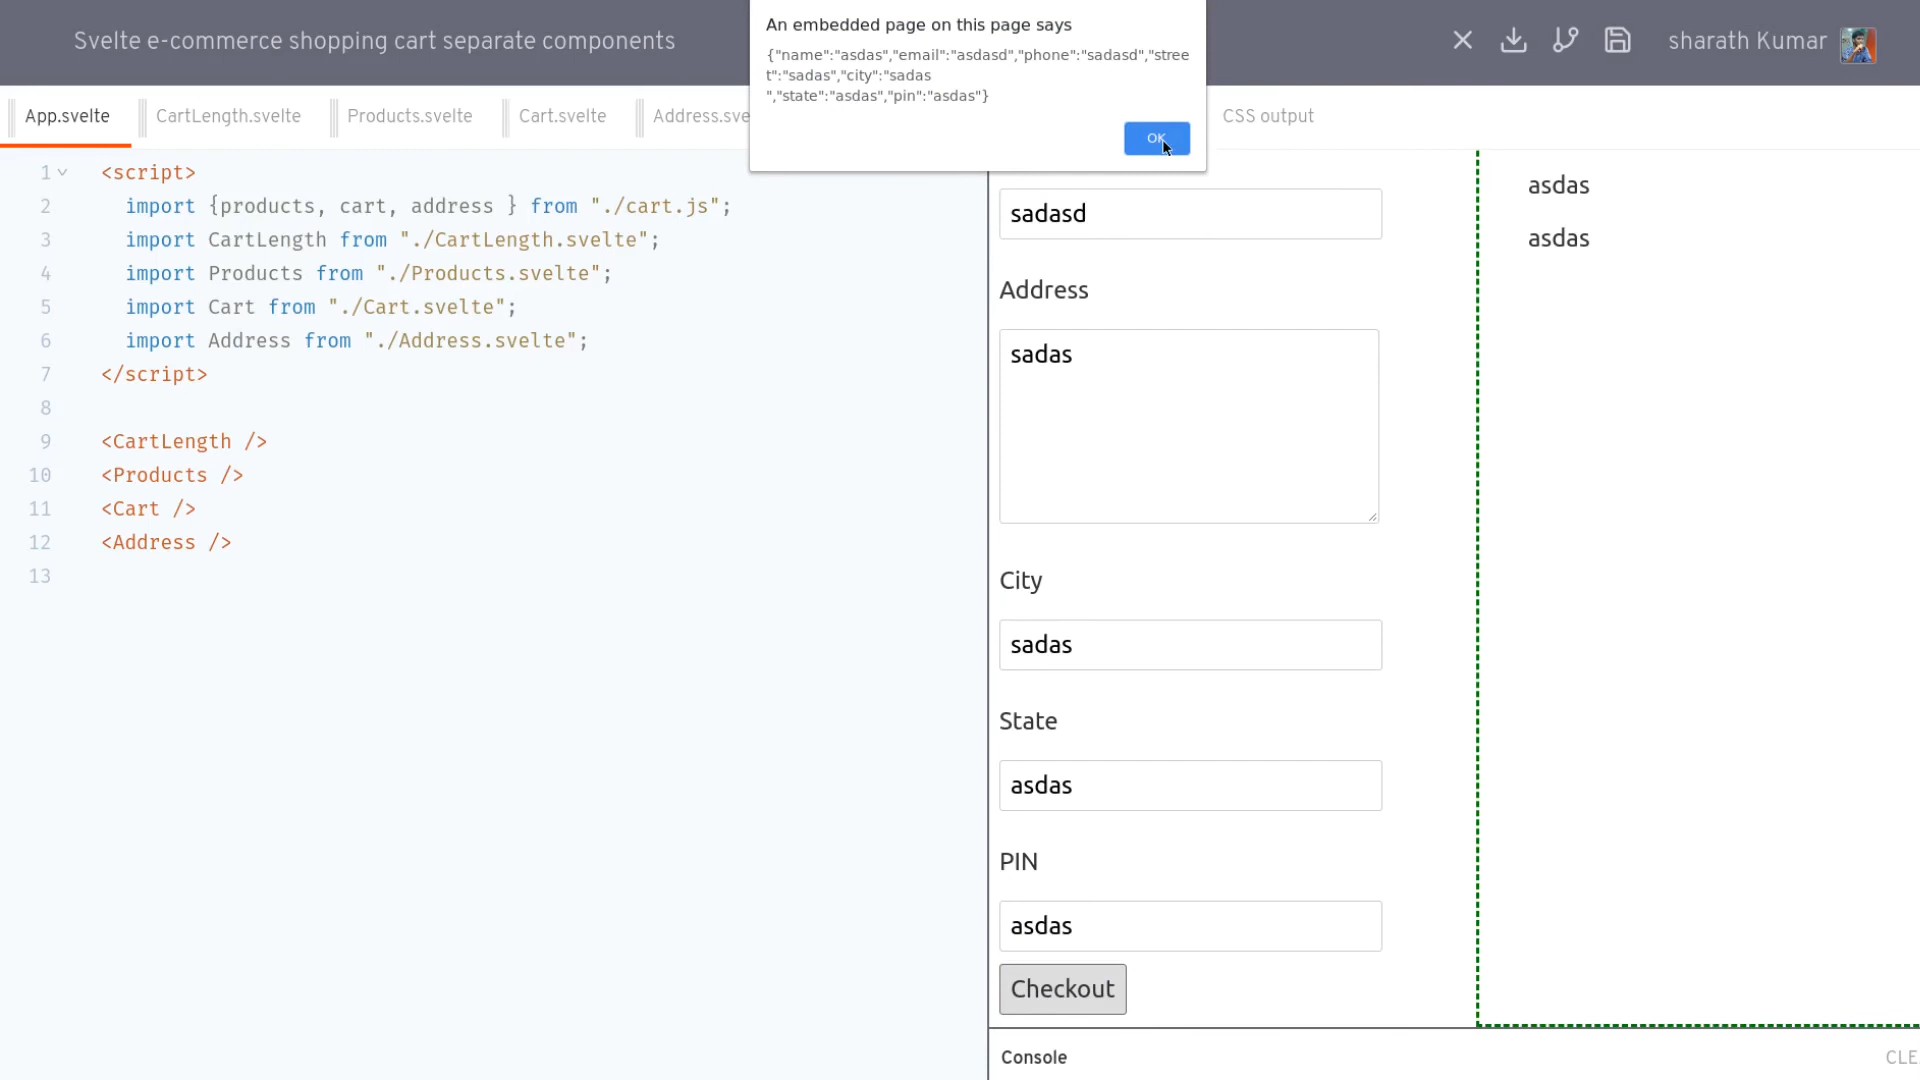 Svelte e-commerce shopping cart separate components
sharath Kumar
An embedded page on this page says
{"name":"asdas","email":"asdasd","phone":"sadasd","stree
t":"sadas","city":"sadas
","state":"asdas","pin":"asdas"}
OK
App.svelte
CartLength.svelte
Products.svelte
Cart.svelte
Address.sve
CSS output
1 <script>
2 import {products, cart, address } from "./cart.js";
3 import CartLength from "./CartLength.svelte";
4 import Products from "./Products.svelte";
5 import Cart from "./Cart.svelte";
6 import Address from "./Address.svelte";
7 </script>
8
9 <CartLength />
10 <Products />
11 <Cart />
12 <Address />
13
sadasd
Address
sadas
City
sadas
State
asdas
PIN
asdas
Checkout
asdas
asdas
Console
CLE